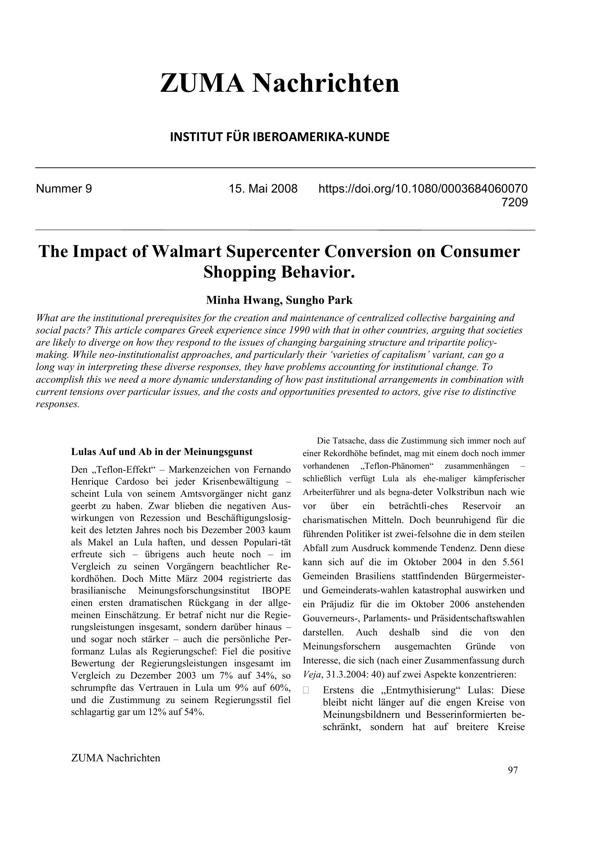 ZUMA Nachrichten
INSTITUT FÜR IBEROAMERIKA-KUNDE
Nummer 9 15. Mai 2008 https://doi.org/10.1080/0003684060070
7209
The Impact of Walmart Supercenter Conversion on Consumer
Shopping Behavior.
Minha Hwang, Sungho Park
What are the institutional prerequisites for the creation and maintenance of centralized collective bargaining and
social pacts? This article compares Greek experience since 1990 with that in other countries, arguing that societies
are likely to diverge on how they respond to the issues of changing bargaining structure and tripartite policy-
making. While neo-institutionalist approaches, and particularly their ‘varieties of capitalism’ variant, can go a
long way in interpreting these diverse responses, they have problems accounting for institutional change. To
accomplish this we need a more dynamic understanding of how past institutional arrangements in combination with
current tensions over particular issues, and the costs and opportunities presented to actors, give rise to distinctive
responses.
Lulas Auf und Ab in der Meinungsgunst
Den „Teflon-Effekt“ – Markenzeichen von Fernando
Henrique Cardoso bei jeder Krisenbewältigung –
scheint Lula von seinem Amtsvorgänger nicht ganz
geerbt zu haben. Zwar blieben die negativen Aus-
wirkungen von Rezession und Beschäftigungslosig-
keit des letzten Jahres noch bis Dezember 2003 kaum
als Makel an Lula haften, und dessen Populari-tät
erfreute sich – übrigens auch heute noch – im
Vergleich zu seinen Vorgängern beachtlicher Re-
kordhöhen. Doch Mitte März 2004 registrierte das
brasilianische Meinungsforschungsinstitut IBOPE
einen ersten dramatischen Rückgang in der allge-
meinen Einschätzung. Er betraf nicht nur die Regie-
rungsleistungen insgesamt, sondern darüber hinaus –
und sogar noch stärker – auch die persönliche Per-
formanz Lulas als Regierungschef: Fiel die positive
Bewertung der Regierungsleistungen insgesamt im
Vergleich zu Dezember 2003 um 7% auf 34%, so
schrumpfte das Vertrauen in Lula um 9% auf 60%,
und die Zustimmung zu seinem Regierungsstil fiel
schlagartig gar um 12% auf 54%.
Die Tatsache, dass die Zustimmung sich immer noch auf
einer Rekordhöhe befindet, mag mit einem doch noch immer
vorhandenen „Teflon-Phänomen“ zusammenhängen –
schließlich verfügt Lula als ehe-maliger kämpferischer
Arbeiterführer und als begna-deter Volkstribun nach wie
vor über ein beträchtli-ches Reservoir an
charismatischen Mitteln. Doch beunruhigend für die
führenden Politiker ist zwei-felsohne die in dem steilen
Abfall zum Ausdruck kommende Tendenz. Denn diese
kann sich auf die im Oktober 2004 in den 5.561
Gemeinden Brasiliens stattfindenden Bürgermeister-
und Gemeinderats-wahlen katastrophal auswirken und
ein Präjudiz für die im Oktober 2006 anstehenden
Gouverneurs-, Parlaments- und Präsidentschaftswahlen
darstellen. Auch deshalb sind die von den
Meinungsforschern ausgemachten Gründe von
Interesse, die sich (nach einer Zusammenfassung durch
Veja, 31.3.2004: 40) auf zwei Aspekte konzentrieren:
Erstens die „Entmythisierung“ Lulas: Diese
bleibt nicht länger auf die engen Kreise von
Meinungsbildnern und Besserinformierten be-
schränkt, sondern hat auf breitere Kreise
ZUMA Nachrichten
97